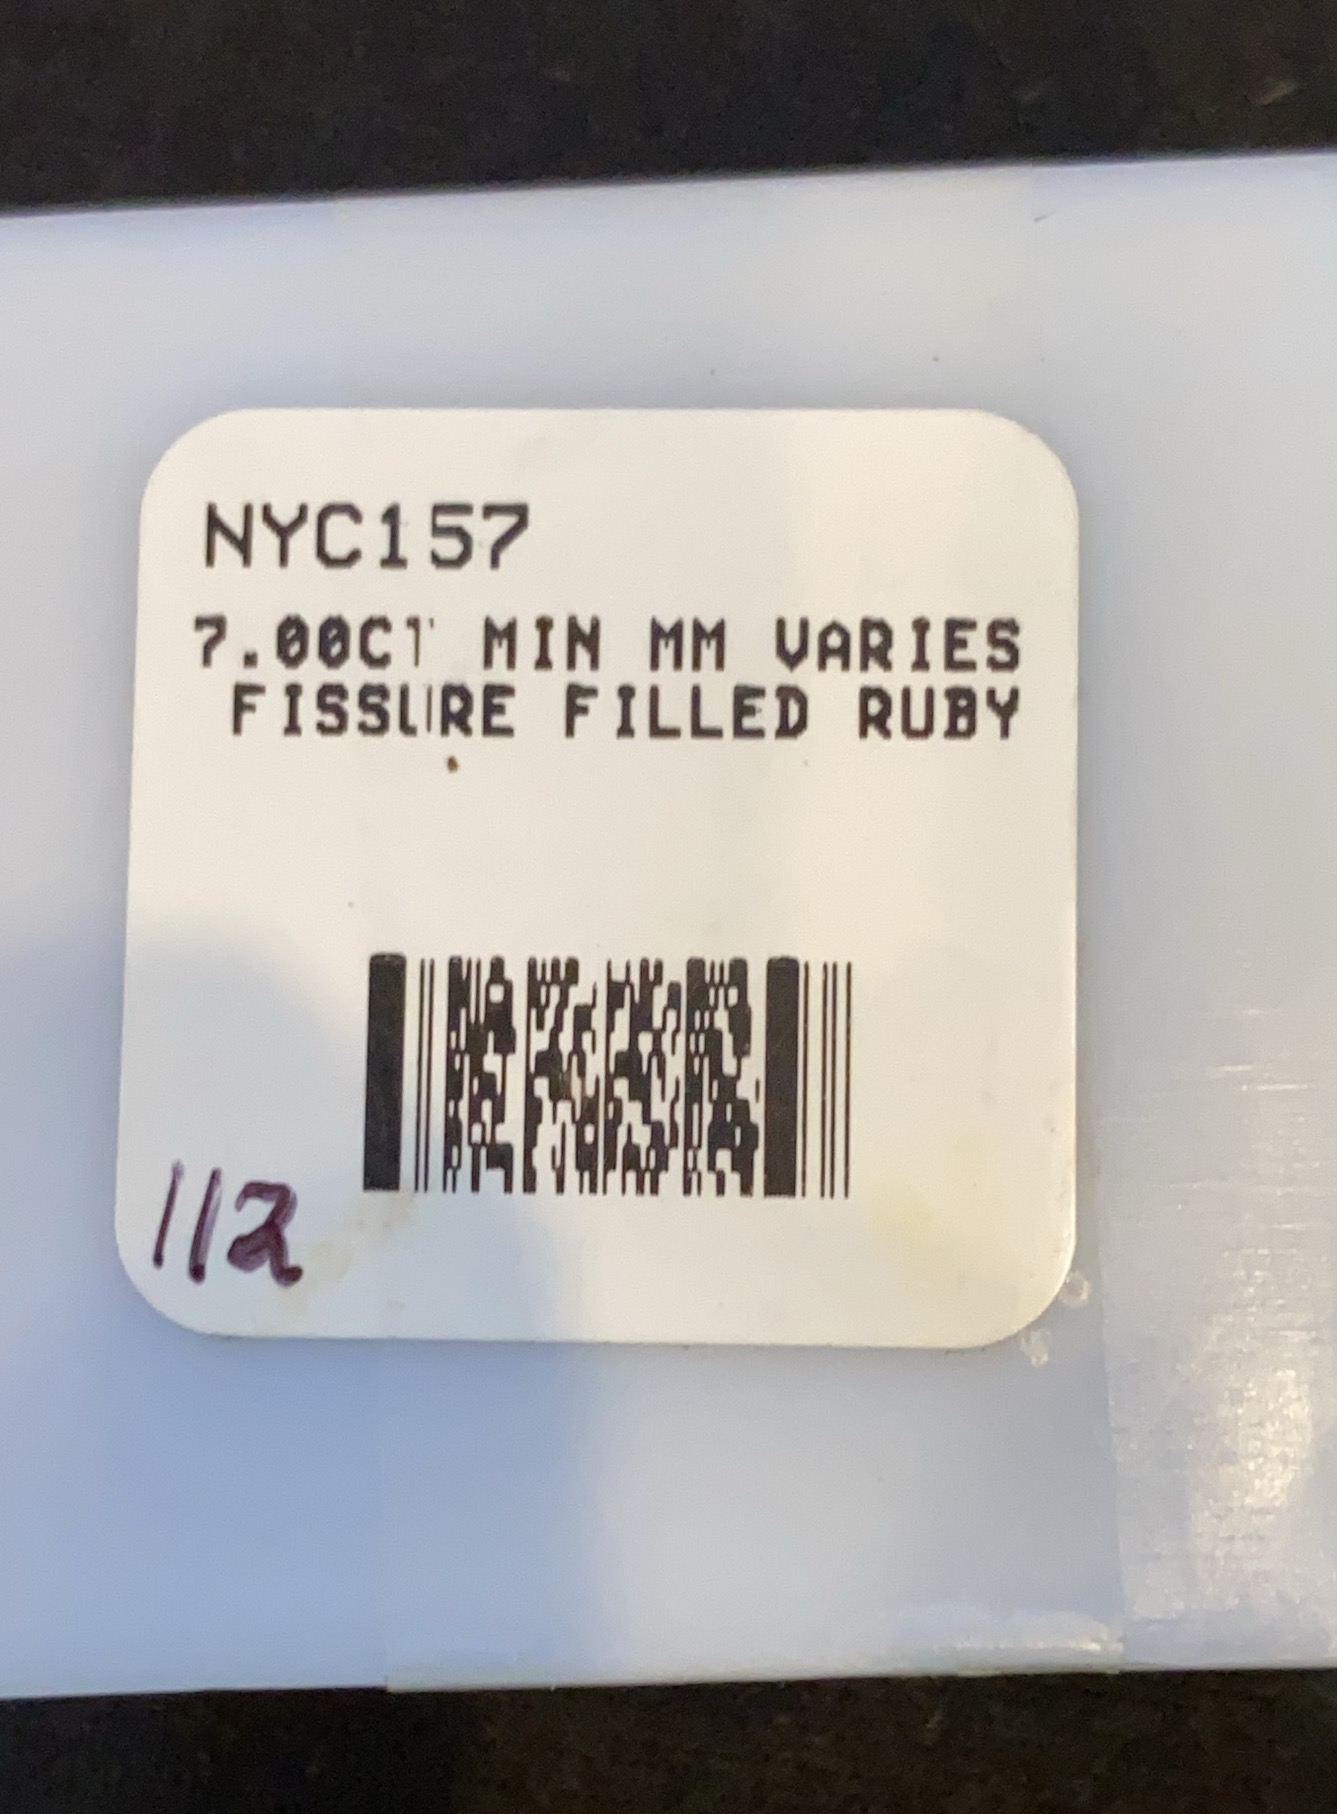 NYC157
7.00CT MIN MM VARIES
FISSURE FILLED RUBY
112